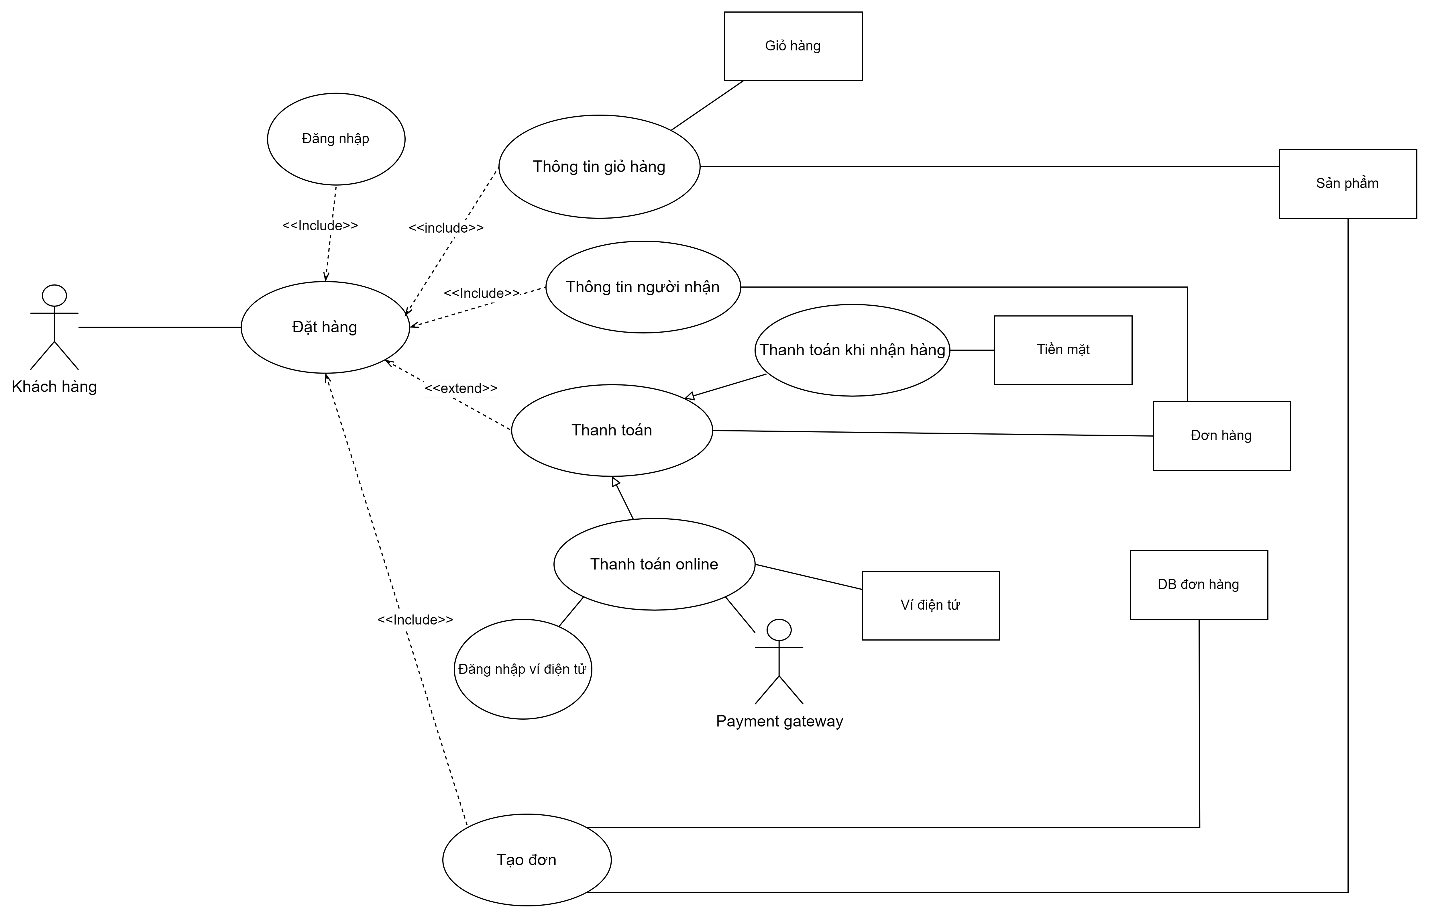 Giỏ hàng
Đăng nhập
Thông tin giỏ hàng
Sản phẩm
<<Include>>
<<include>>
Thông tin người nhận
<<Include>>
Đặt hàng
Thanh toán khi nhận hàng
Tiền mặt
Khách hàng
<<extend>>
Thanh toán
Đơn hàng
Thanh toán online
DB đơn hàng
Ví điện tử
<<Include>>
Đăng nhập ví điện tử
Payment gateway
Tạo đơn